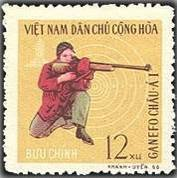 VIỆT NAM DÂN CHỦ CỘNG HÒA
GANEFO CHÂU-Á I
BƯU CHÍNH
12 XU